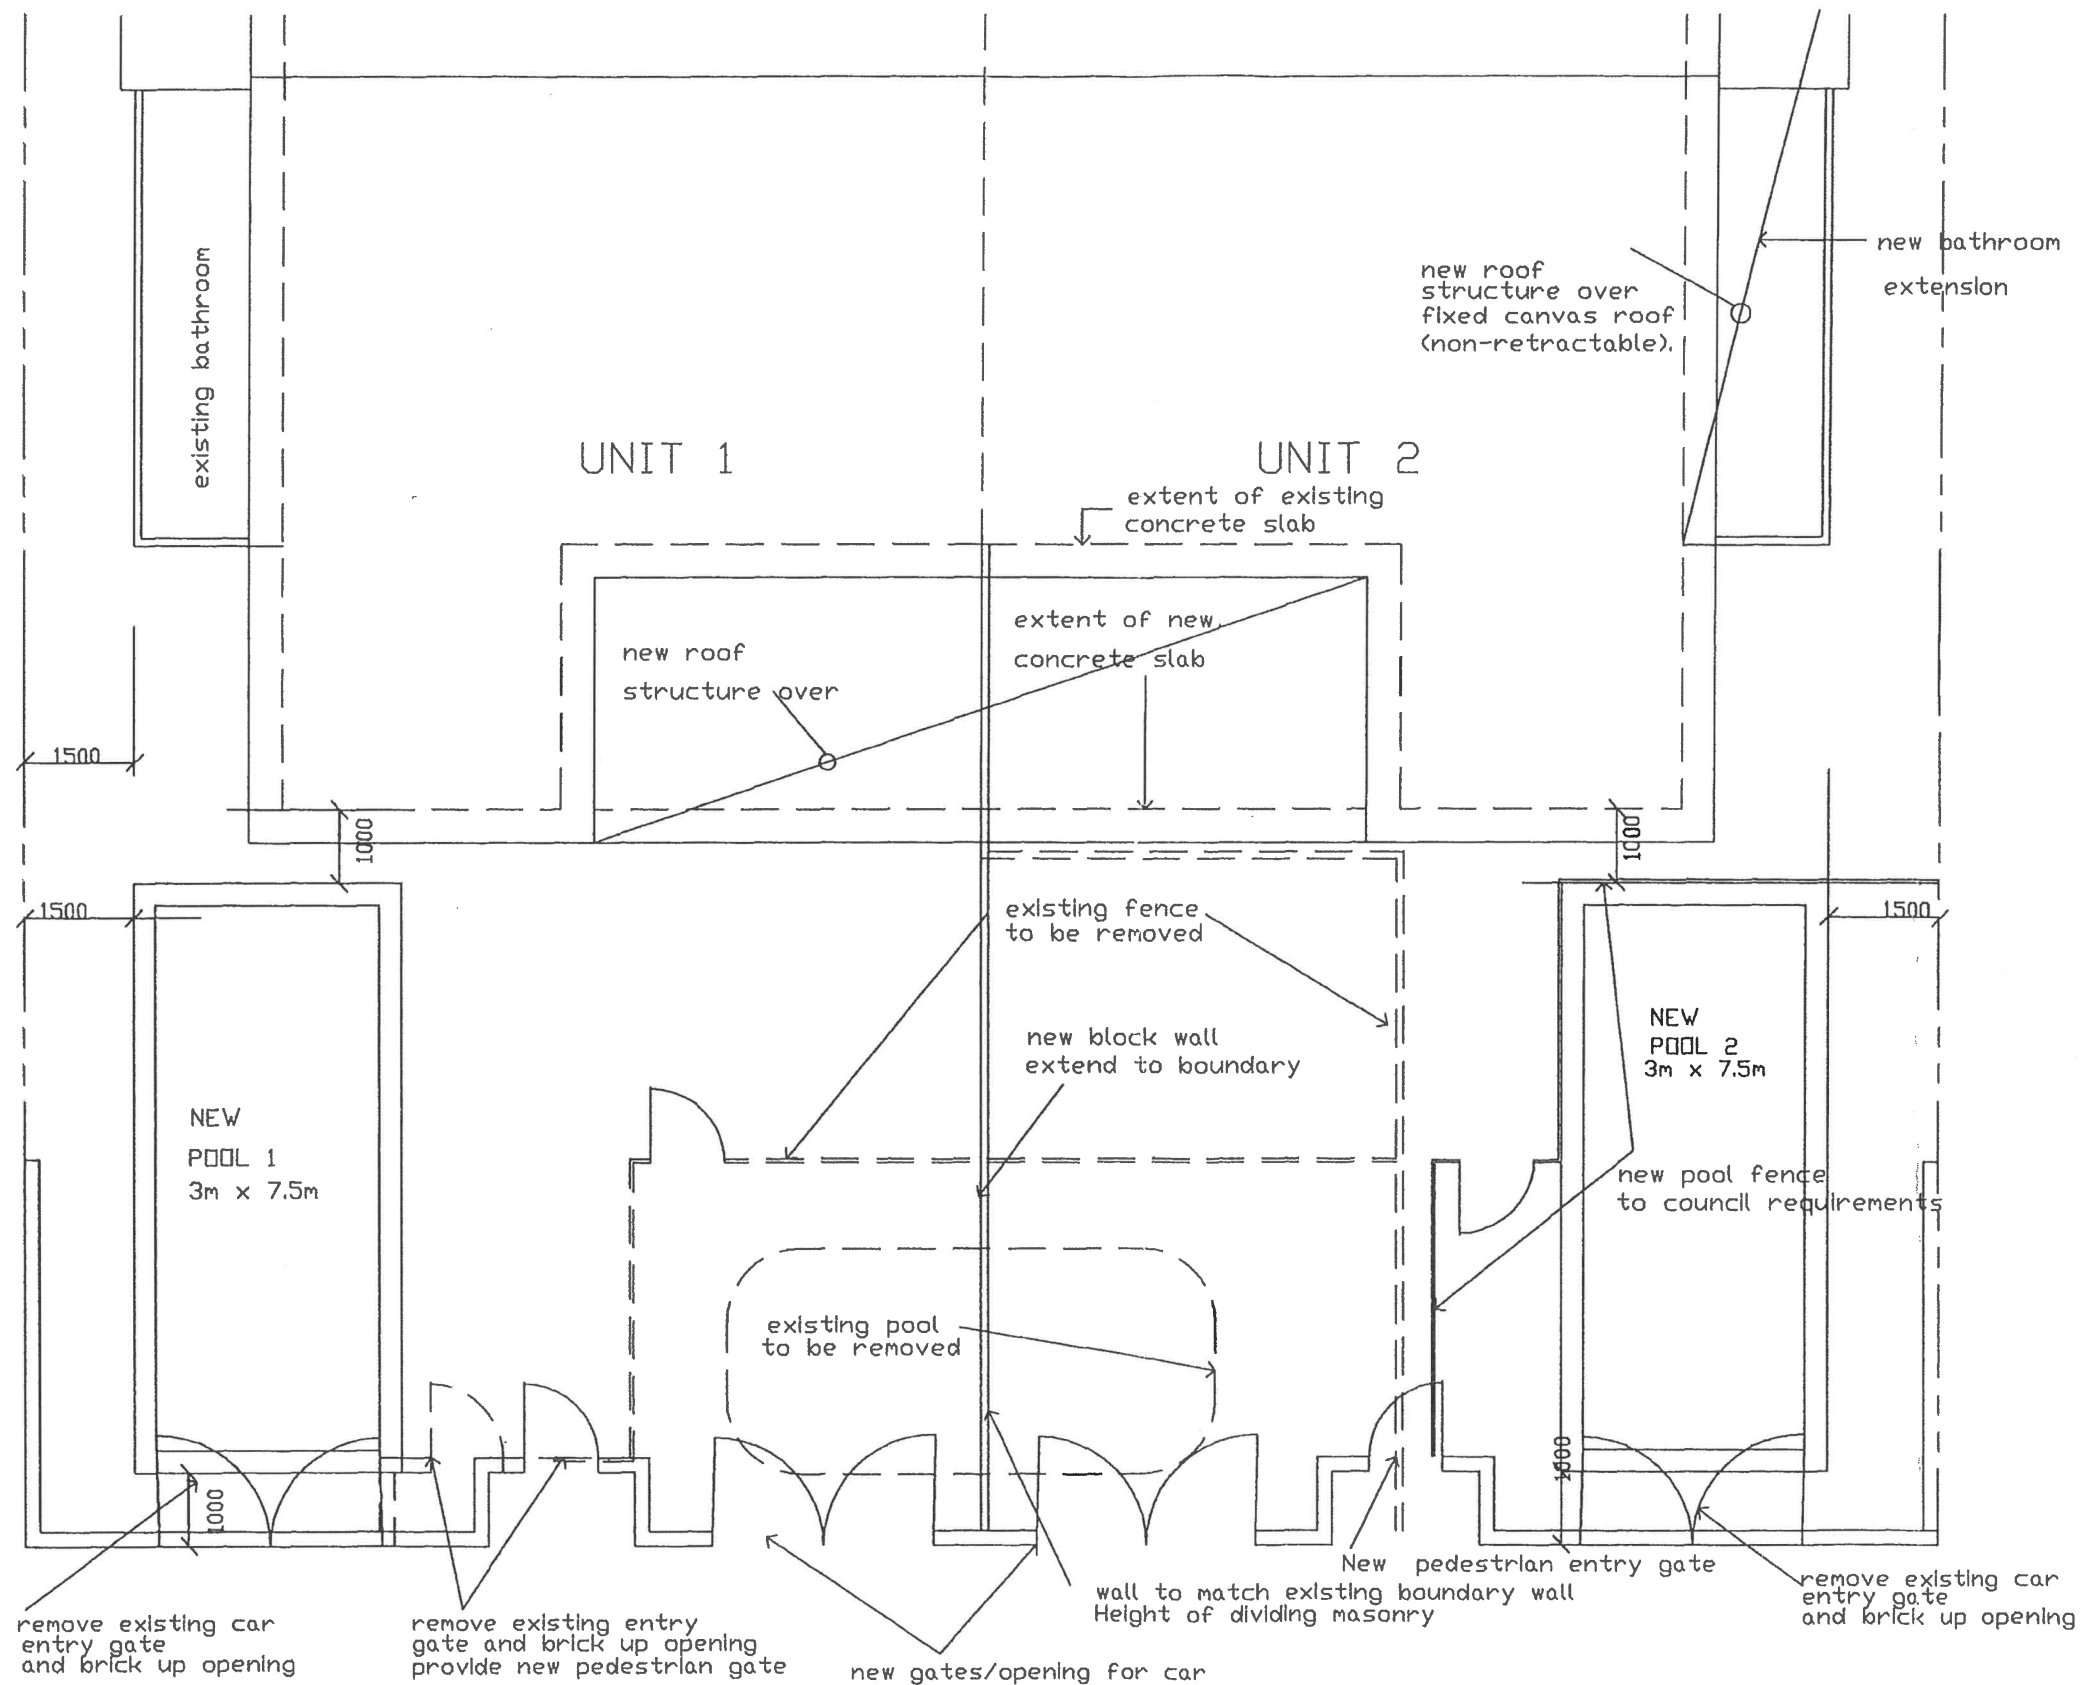 new bathroom
extension
new roof
structure over
fixed canvas roof
(non-retractable).
existing bathroom
UNIT 1
UNIT 2
extent of existing
concrete slab
extent of new
concrete slab
new roof
structure over
1500
1000
1000
1500
1500
existing fence
to be removed
new block wall
extend to boundary
NEW
POOL 2
3m x 7.5m
NEW
POOL 1
3m x 7.5m
new pool fence
to council requirements
existing pool
to be removed
1000
1000
New pedestrian entry gate
wall to match existing boundary wall
Height of dividing masonry
remove existing car
entry gate
and brick up opening
remove existing car
entry gate
and brick up opening
remove existing entry
gate and brick up opening
provide new pedestrian gate
new gates/opening for car